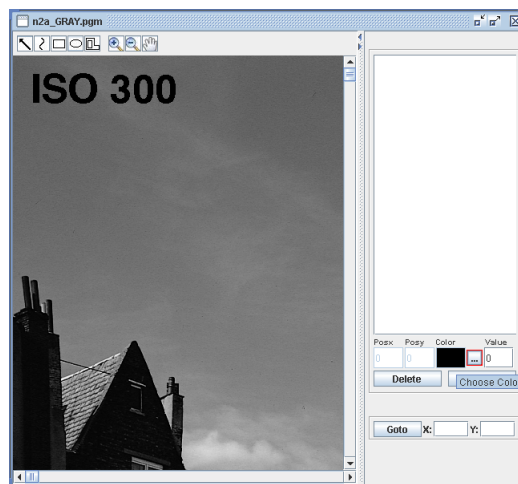 n2a_GRAY.pgm
ISO 300
Posx Posy Color Value
0 0 ... 0
Delete
Choose Colo
Goto X: Y: